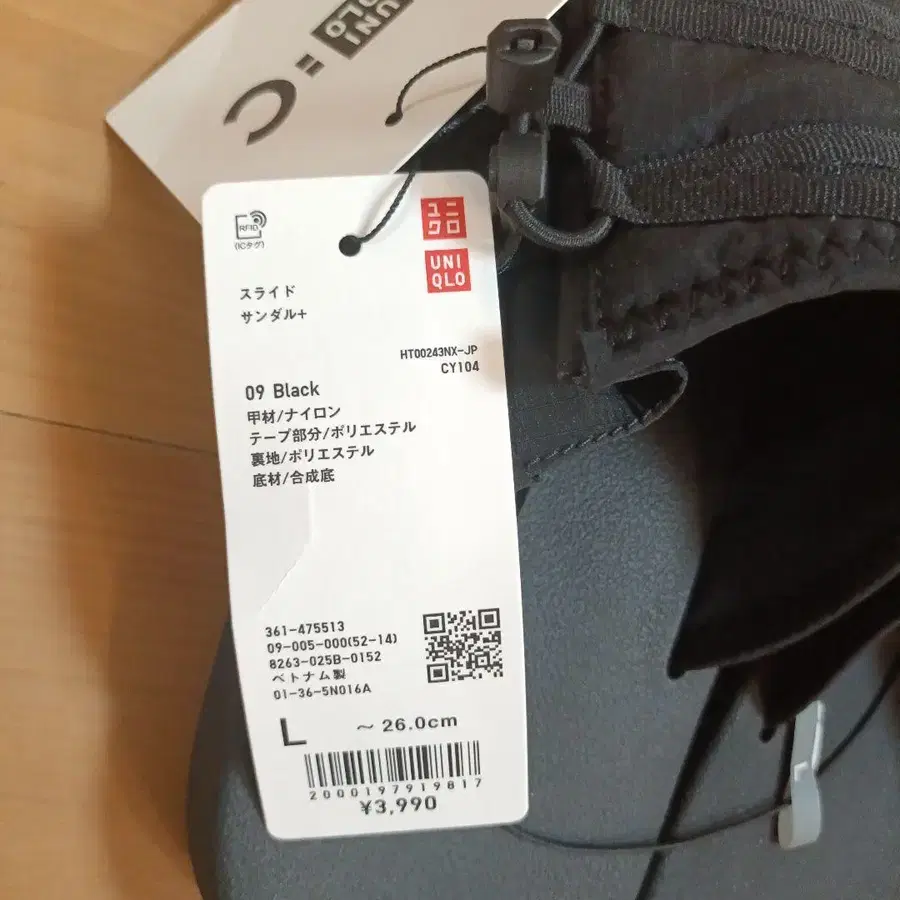 UNI
QLO
: C
RFID
(ICタグ)
ユニ
クロ
UNI
QLO
スライド
サンダル+
HT00243NX-JP
CY104
09 Black
甲材/ナイロン
テープ部分/ポリエステル
裏地/ポリエステル
底材/合成底
361-475513
09-005-000(52-14)
8263-025B-0152
ベトナム製
01-36-5N016A
L ～ 26.0cm
2000197919817
¥3,990